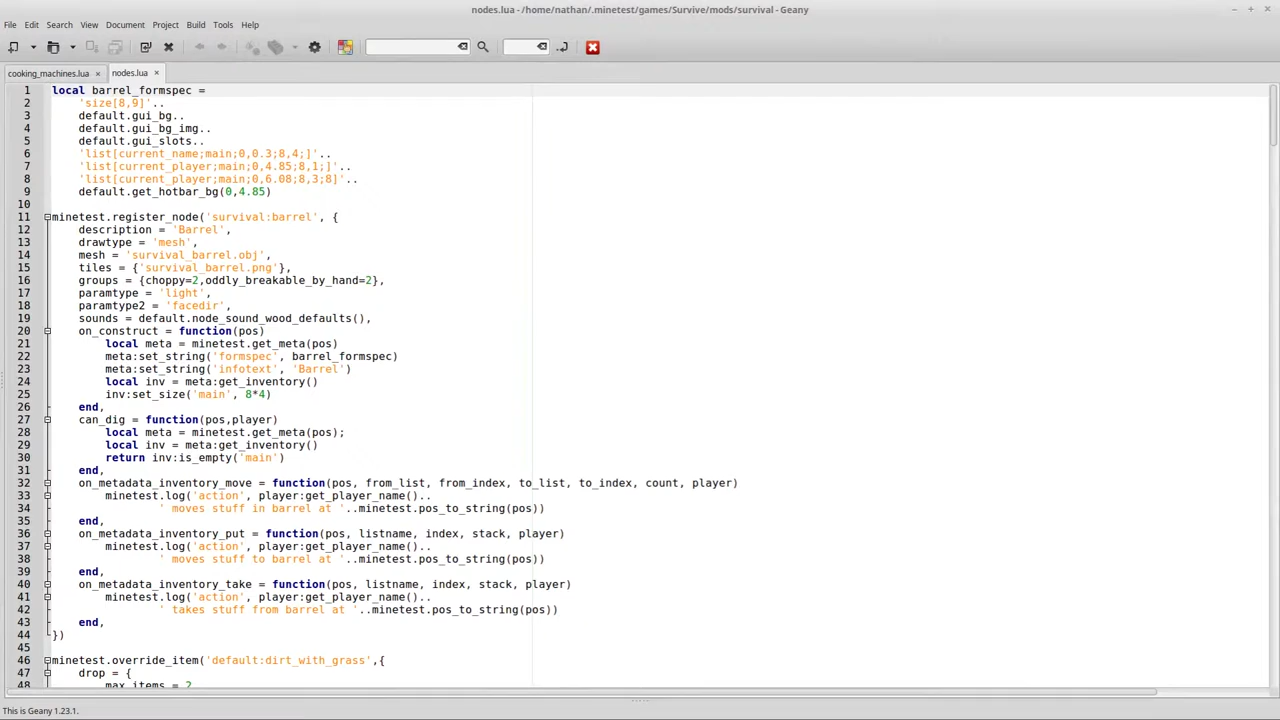 nodes.lua - /home/nathan/.minetest/games/Survive/mods/survival - Geany
File Edit Search View Document Project Build Tools Help
cooking_machines.lua × nodes.lua ×
1 local barrel_formspec =
2 'size[8,9]'..
3 default.gui_bg..
4 default.gui_bg_img..
5 default.gui_slots..
6 'list[current_name;main;0,0.3;8,4;]'..
7 'list[current_player;main;0,4.85;8,1;]'..
8 'list[current_player;main;0,6.08;8,3;8]'..
9 default.get_hotbar_bg(0,4.85)
10
11 minetest.register_node('survival:barrel', {
12 description = 'Barrel',
13 drawtype = 'mesh',
14 mesh = 'survival_barrel.obj',
15 tiles = {'survival_barrel.png'},
16 groups = {choppy=2,oddly_breakable_by_hand=2},
17 paramtype = 'light',
18 paramtype2 = 'facedir',
19 sounds = default.node_sound_wood_defaults(),
20 on_construct = function(pos)
21 local meta = minetest.get_meta(pos)
22 meta:set_string('formspec', barrel_formspec)
23 meta:set_string('infotext', 'Barrel')
24 local inv = meta:get_inventory()
25 inv:set_size('main', 8*4)
26 end,
27 can_dig = function(pos,player)
28 local meta = minetest.get_meta(pos);
29 local inv = meta:get_inventory()
30 return inv:is_empty('main')
31 end,
32 on_metadata_inventory_move = function(pos, from_list, from_index, to_list, to_index, count, player)
33 minetest.log('action', player:get_player_name()..
34 ' moves stuff in barrel at '..minetest.pos_to_string(pos))
35 end,
36 on_metadata_inventory_put = function(pos, listname, index, stack, player)
37 minetest.log('action', player:get_player_name()..
38 ' moves stuff to barrel at '..minetest.pos_to_string(pos))
39 end,
40 on_metadata_inventory_take = function(pos, listname, index, stack, player)
41 minetest.log('action', player:get_player_name()..
42 ' takes stuff from barrel at '..minetest.pos_to_string(pos))
43 end,
44 })
45
46 minetest.override_item('default:dirt_with_grass',{
47 drop = {
48 max_items = 2
This is Geany 1.23.1.